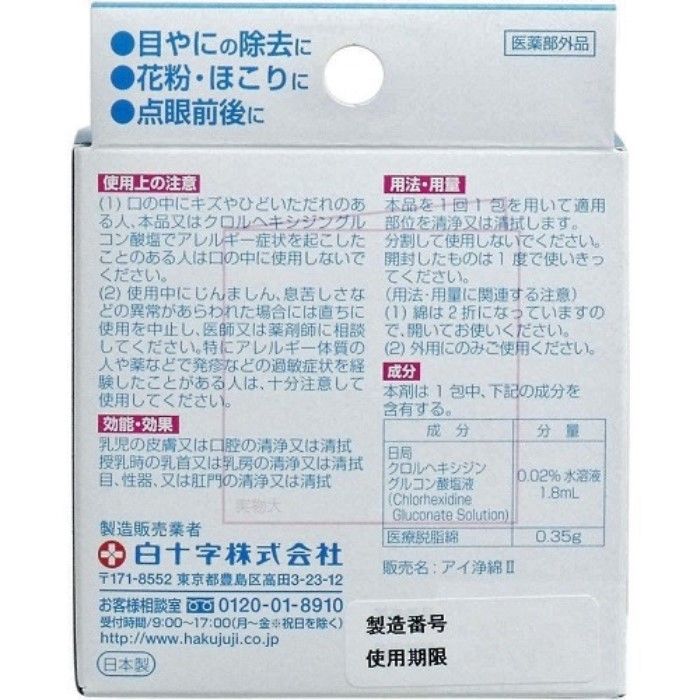 ●目やにの除去に
●花粉・ほこりに
●点眼前後に
医薬部外品
使用上の注意
(1) 口の中にキズやひどいただれのあ
る人、本品又はクロルヘキシジングル
コン酸塩でアレルギー症状を起こした
ことのある人は口の中に使用しないで
ください。
(2) 使用中にじんましん、息苦しさな
どの異常があらわれた場合には直ちに
使用を中止し、医師又は薬剤師に相談
してください。特にアレルギー体質の
人や薬などで発疹などの過敏症状を経
験したことがある人は、十分注意して
使用してください。
効能・効果
乳児の皮膚又は口腔の清浄又は清拭
授乳時の乳首又は乳房の清浄又は清拭
目、性器、又は肛門の清浄又は清拭
実物大
製造販売業者
白十字株式会社
〒171-8552 東京都豊島区高田3-23-12
お客様相談室 0120-01-8910
受付時間/9:00~17:00(月~金※祝日を除く)
http://www.hakujuji.co.jp
日本製
用法・用量
本品を1回1包を用いて適用
部位を清浄又は清拭します。
分割して使用しないでください。
開封したものは1度で使いきっ
てください。
(用法・用量に関連する注意)
(1) 綿は2折になっていますの
で、開いてお使いください。
(2) 外用にのみご使用ください。
成分
本剤は1包中、下記の成分を
含有する。
成分 分量
日局
クロルヘキシジン
グルコン酸塩液
(Chlorhexidine
Gluconate Solution)
0.02% 水溶液
1.8mL
医療脱脂綿 0.35g
販売名:アイ浄綿Ⅱ
製造番号
使用期限